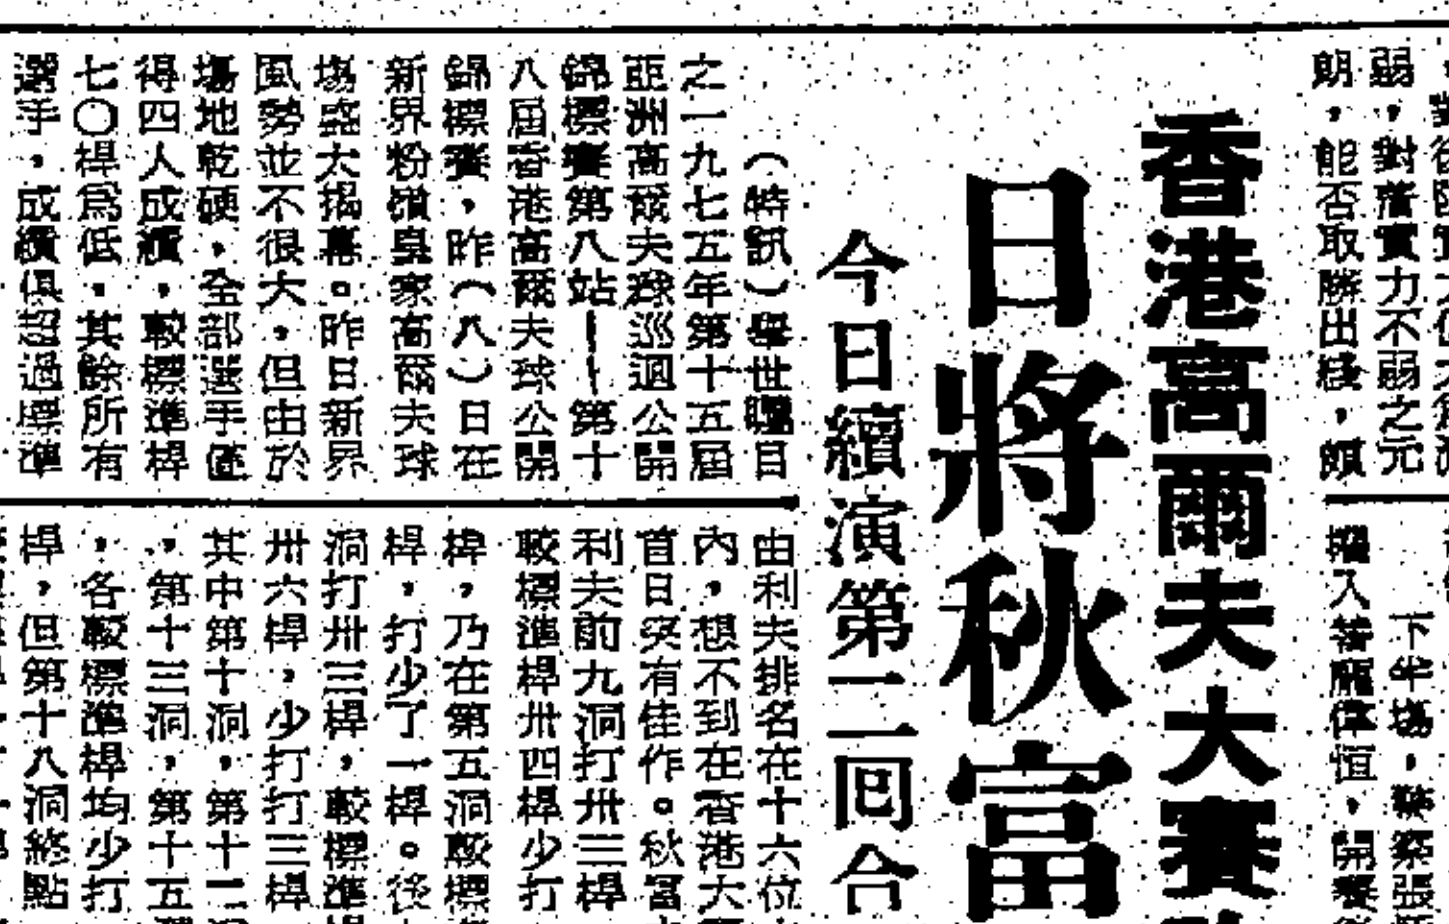 弱，對落實力不弱之元
朗，能否取勝出綫，頗
下半塲，
恒，開賽
香港高爾夫大賽
日將秋富
今日續演第二回合
（特訊）舉世矚目
之一九七五年第十五屆
亞洲高爾夫球巡迴公開
錦標賽第八站——第十
八屆香港高爾夫球公開
錦標賽，昨（八）日在
新界粉嶺皇家高爾夫球
塲盛大揭幕。昨日新界
風勢並不很大，但由於
塲地乾硬，全部選手僅
得四人成績，較標準桿
七〇桿爲低。其餘所有
選手，成績俱超過標準
由利夫排名在十六位
內，想不到在香港大賽
首日突有佳作。秋富
利夫前九洞打卅三桿
較標準桿卅四桿少打
桿，乃在第五洞較標
桿，打少了一桿。後
洞打卅三桿，較標準桿
卅六桿，少打打三桿
其中第十洞，第十二洞
，第十三洞，第十五
，各較標準桿均少打
桿，但第十八洞終點